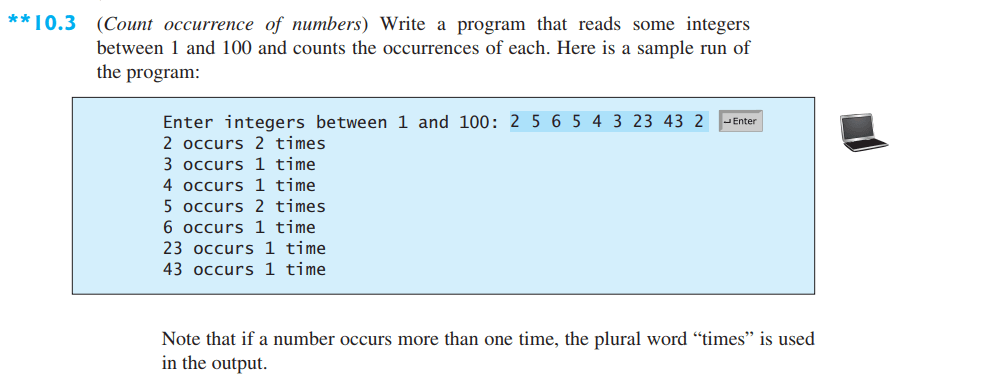 **10.3 (Count occurrence of numbers) Write a program that reads some integers
between 1 and 100 and counts the occurrences of each. Here is a sample run of
the program:
Enter integers between 1 and 100: 2 5 6 5 4 3 23 43 2 ↵Enter
2 occurs 2 times
3 occurs 1 time
4 occurs 1 time
5 occurs 2 times
6 occurs 1 time
23 occurs 1 time
43 occurs 1 time
Note that if a number occurs more than one time, the plural word “times” is used
in the output.